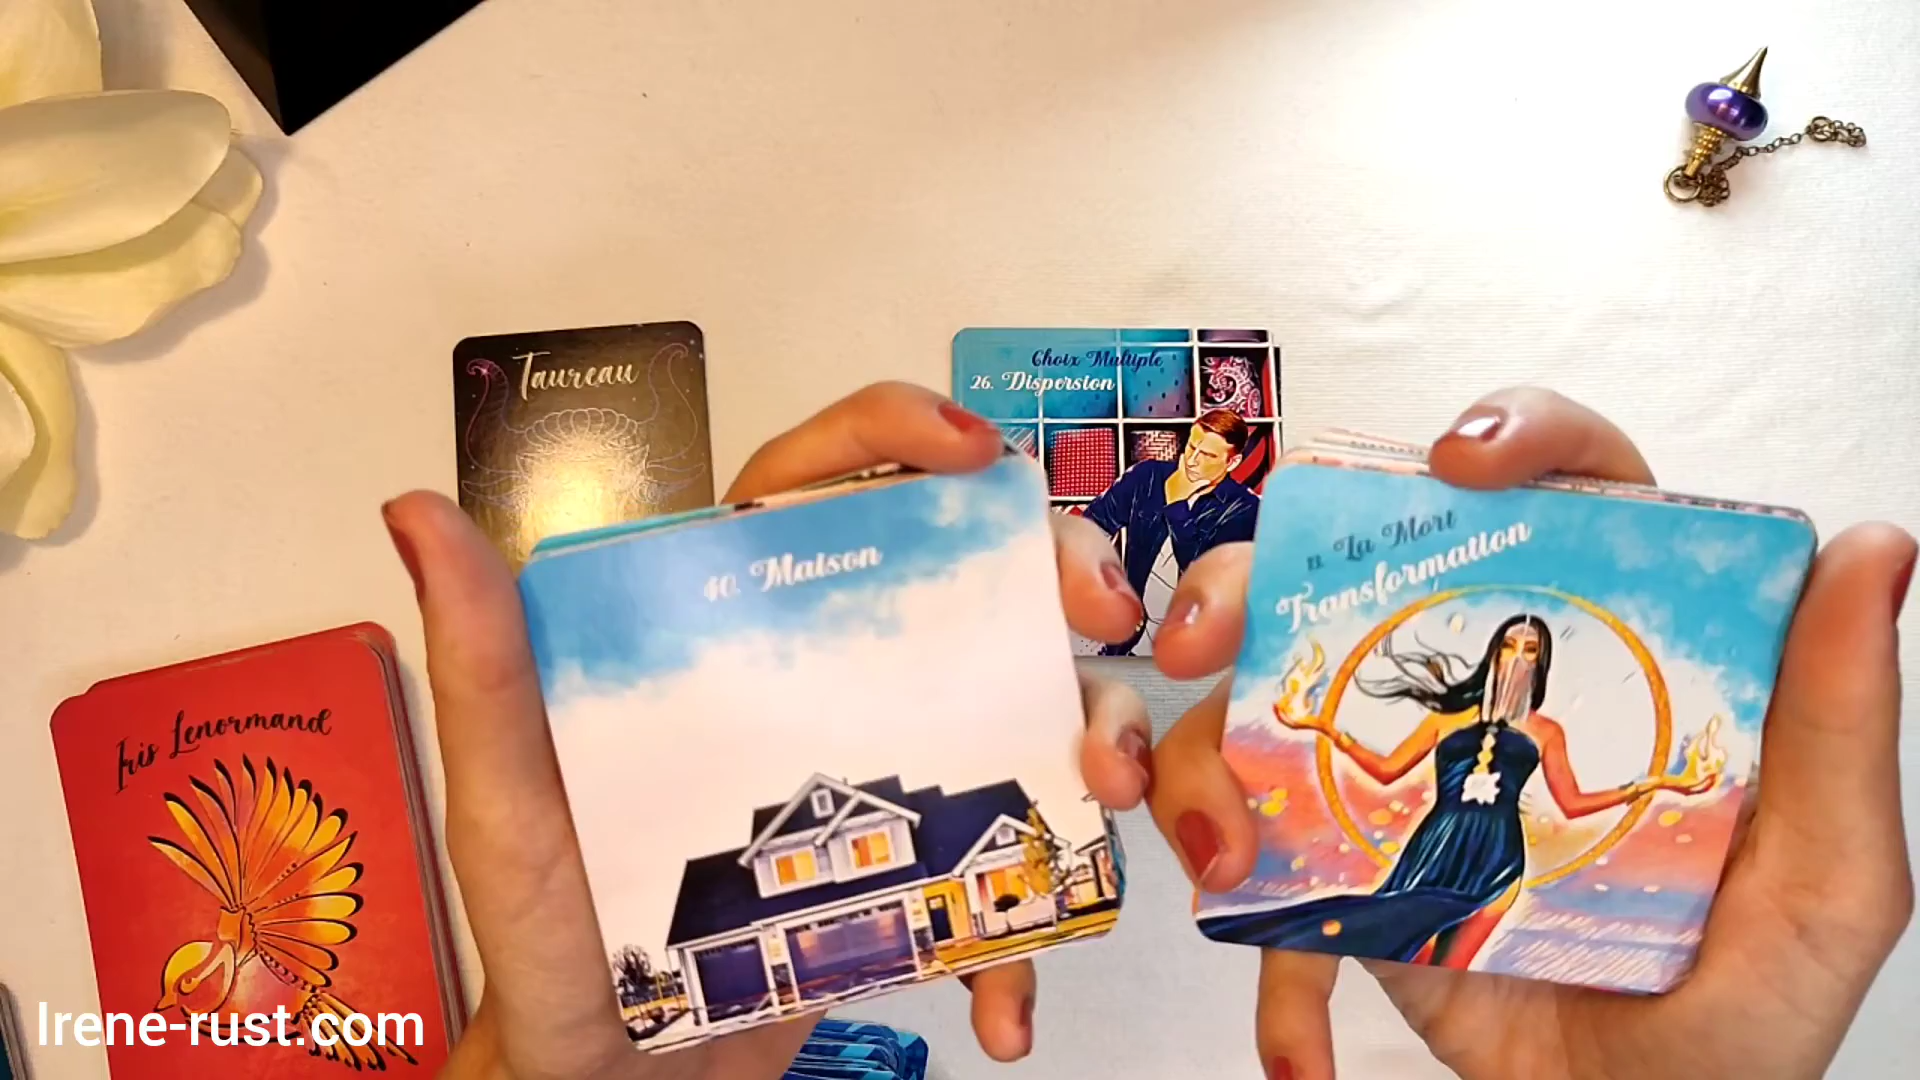 Taureau
Choix Multiple
26. Dispersion
40. Maison
La Mort
Transformation
Iris Lenormand
Irene-rust.com